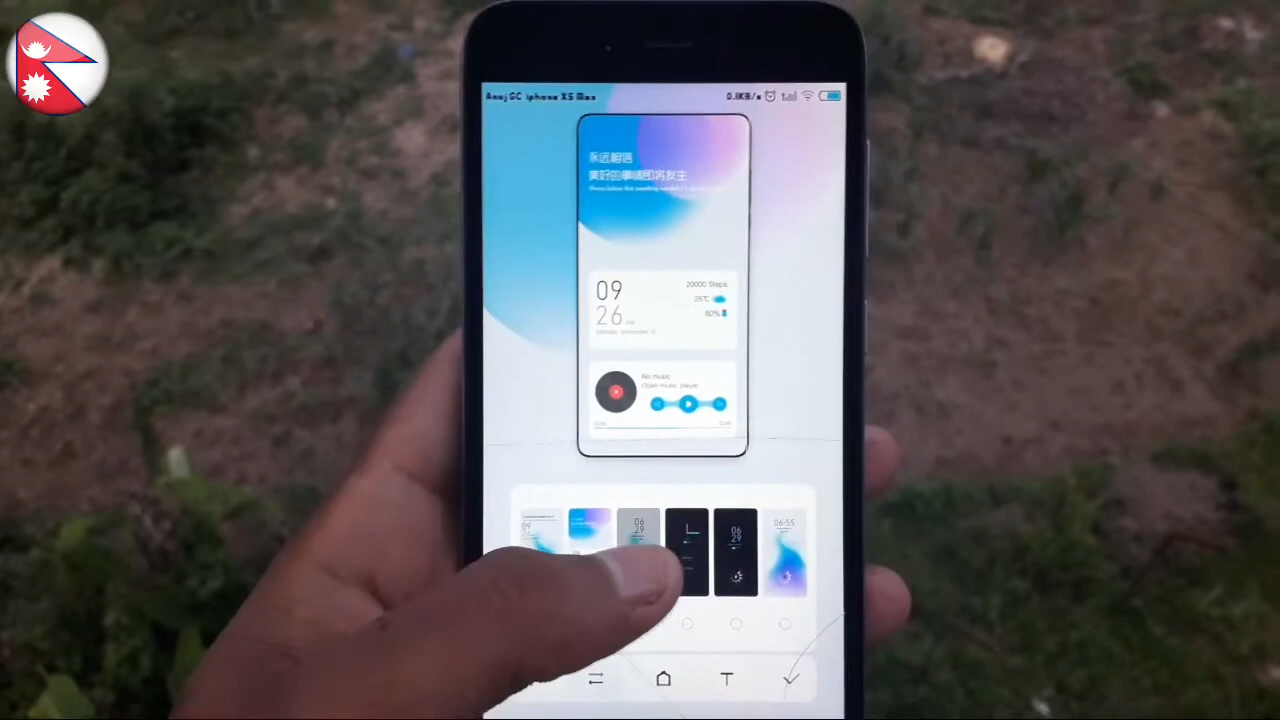 Anoj GC iphone XS Max
0.1KB/s
永远相信
美好的事情即将发生
09
26
20000 Steps
26℃
80%
No music
Open music player
09
06
29
06
29
06:55